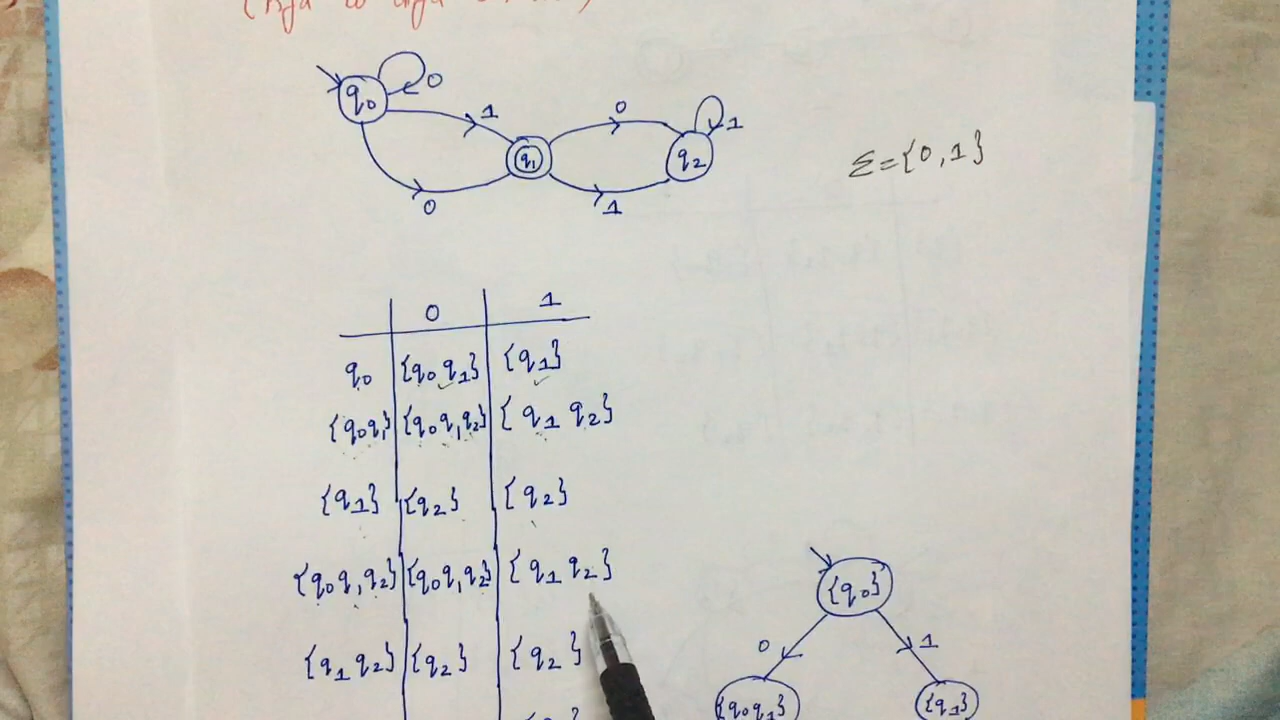 0
q0
1
0
q1
0
1
q2
1
Σ={0,1}
0 1
q0 {q0 q1} {q1}
{q0q1} {q0q1q2} {q1 q2}
{q1} {q2} {q2}
{q0q1q2} {q0q1q2} {q1 q2}
{q1 q2} {q2} {q2}
{q0}
0 1
{q0q1} {q1}